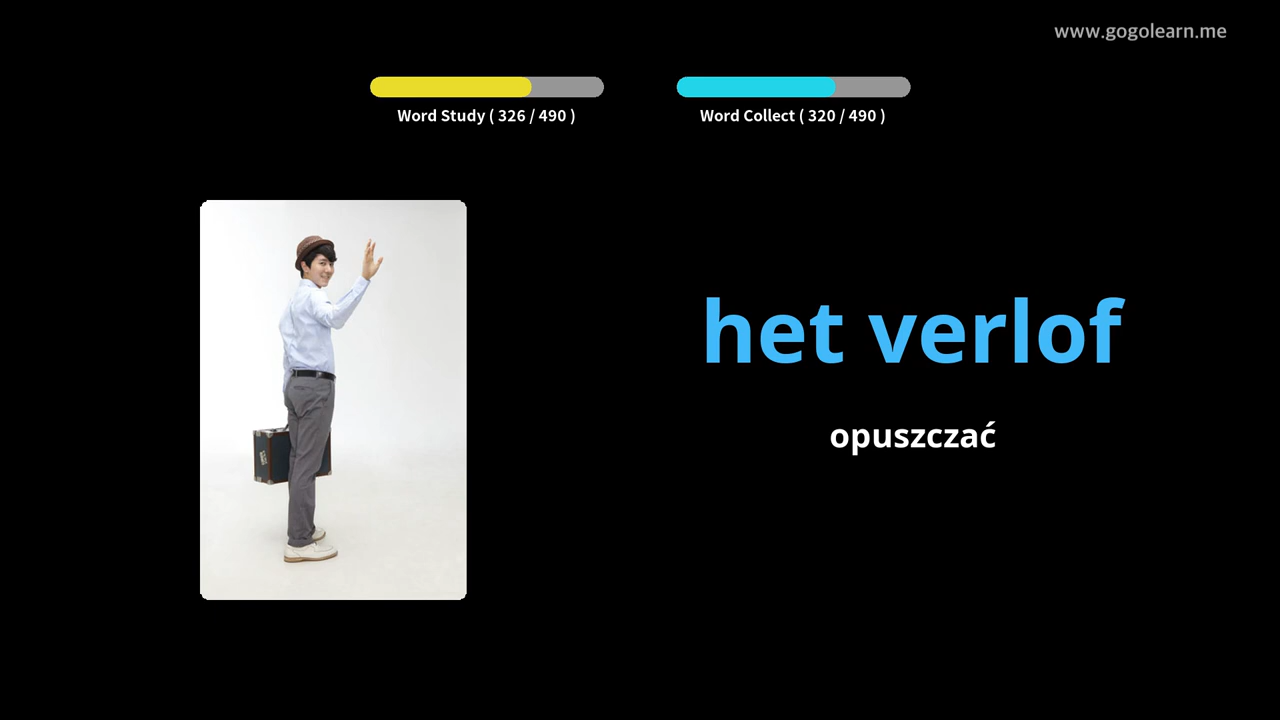 www.gogolearn.me
Word Study ( 326 / 490 )
Word Collect ( 320 / 490 )
het verlof
opuszczać